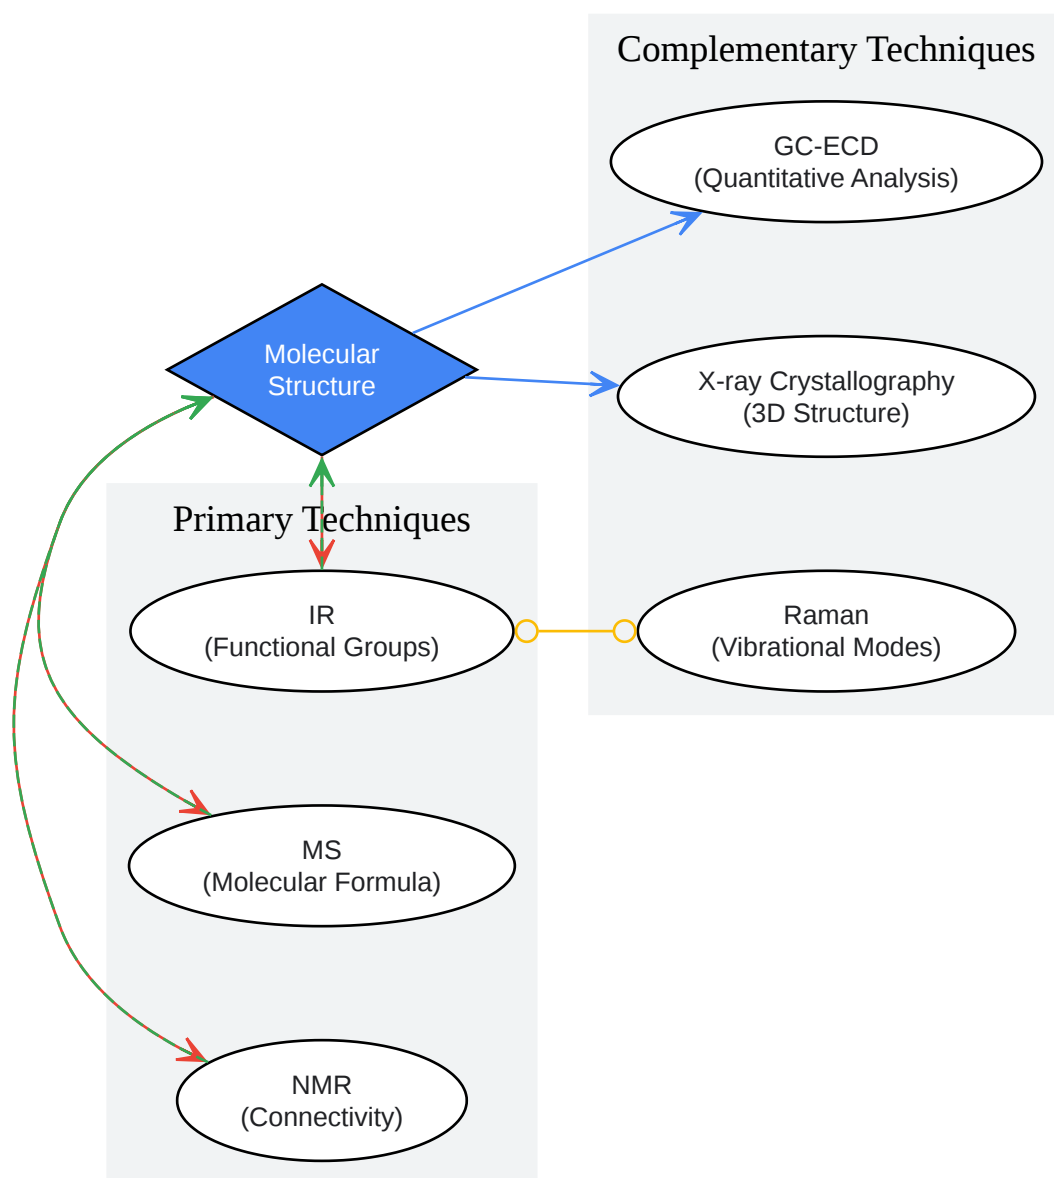 Complementary Techniques
GC-ECD
(Quantitative Analysis)
Molecular
Structure
X-ray Crystallography
(3D Structure)
Primary Techniques
IR
(Functional Groups)
Raman
(Vibrational Modes)
MS
(Molecular Formula)
NMR
(Connectivity)